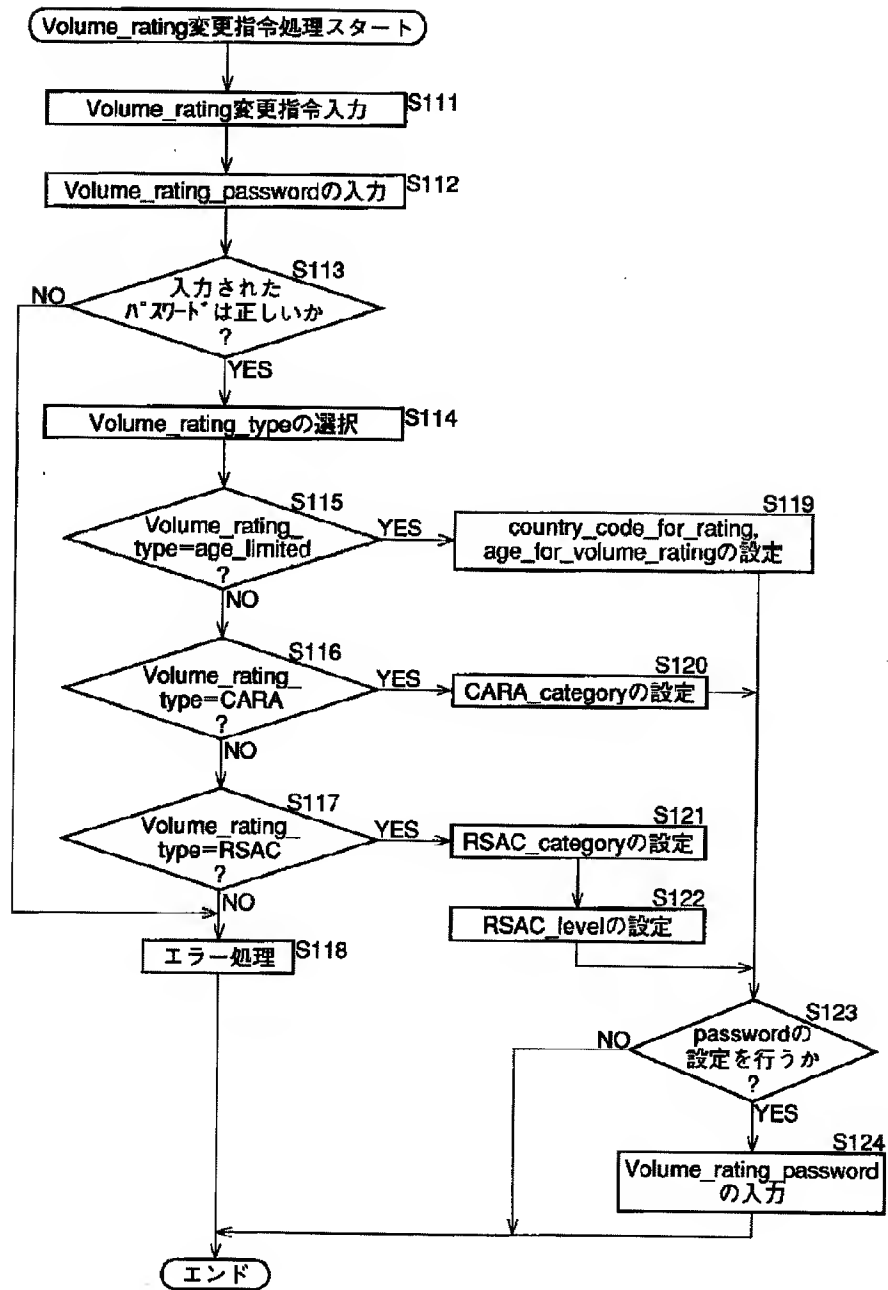 Volume_rating変更指令処理スタート
S111
Volume_rating変更指令入力
S112
Volume_rating_passwordの入力
S113
入力された
パスワードは正しいか
?
NO
YES
S114
Volume_rating_typeの選択
S115
Volume_rating_
type=age_limited
?
YES
NO
S119
country_code_for_rating,
age_for_volume_ratingの設定
S116
Volume_rating_
type=CARA
?
YES
NO
S120
CARA_categoryの設定
S117
Volume_rating_
type=RSAC
?
YES
NO
S121
RSAC_categoryの設定
S122
RSAC_levelの設定
エラー処理
S118
S123
passwordの
設定を行うか
?
NO
YES
S124
Volume_rating_password
の入力
エンド